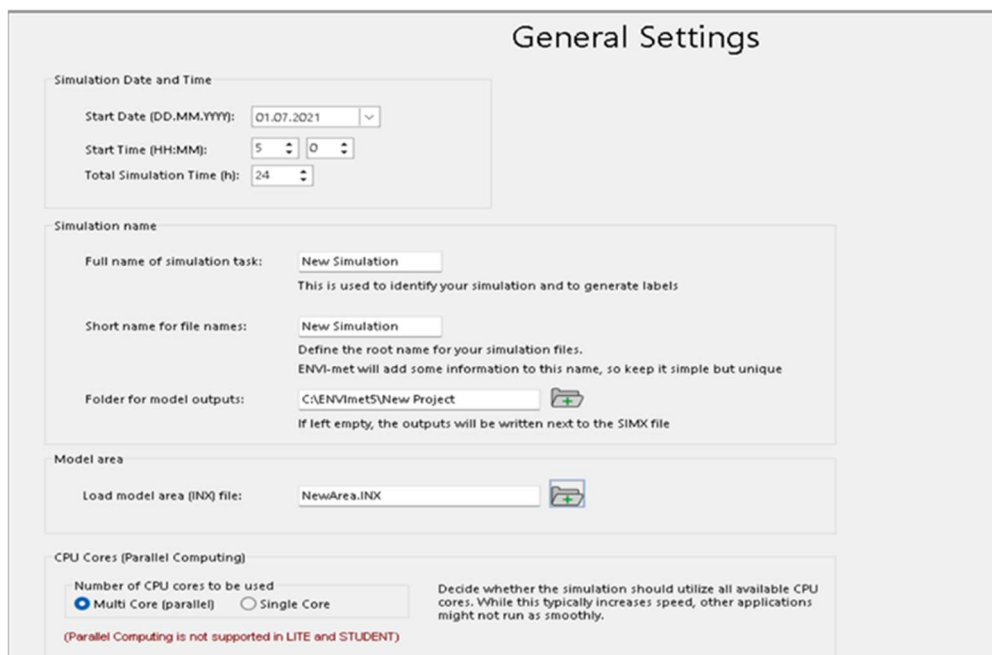 General Settings
Simulation Date and Time
Start Date (DD.MM.YYYY): 01.07.2021
Start Time (HH:MM): 5 0
Total Simulation Time (h): 24
Simulation name
Full name of simulation task: New Simulation
This is used to identify your simulation and to generate labels
Short name for file names: New Simulation
Define the root name for your simulation files.
ENVI-met will add some information to this name, so keep it simple but unique
Folder for model outputs: C:\ENVImet5\New Project
If left empty, the outputs will be written next to the SIMX file
Model area
Load model area (INX) file: NewArea.INX
CPU Cores (Parallel Computing)
Number of CPU cores to be used
Multi Core (parallel) Single Core
(Parallel Computing is not supported in LITE and STUDENT)
Decide whether the simulation should utilize all available CPU
cores. While this typically increases speed, other applications
might not run as smoothly.